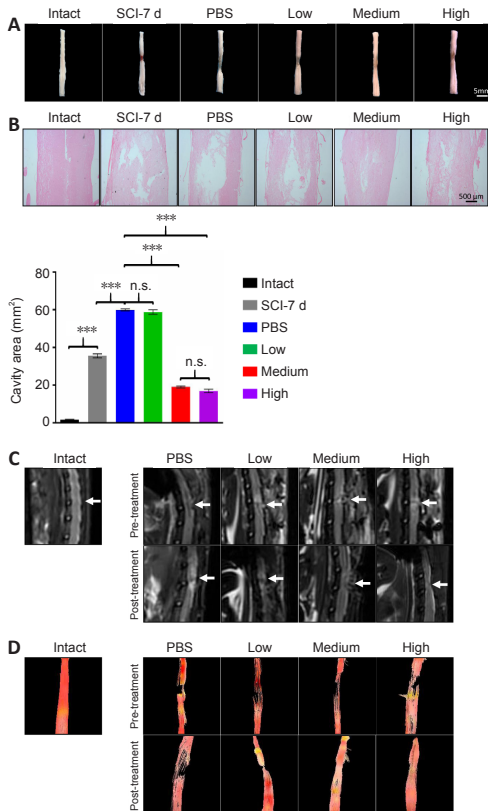 A
Intact SCI-7 d PBS Low Medium High
5mm
B
Intact SCI-7 d PBS Low Medium High
500 μm
***
***
*** n.s.
***
n.s.
Cavity area (mm²)
80
60
40
20
0
Intact
SCI-7 d
PBS
Low
Medium
High
C
Intact PBS Low Medium High
Pre-treatment
Post-treatment
D
Intact PBS Low Medium High
Pre-treatment
Post-treatment